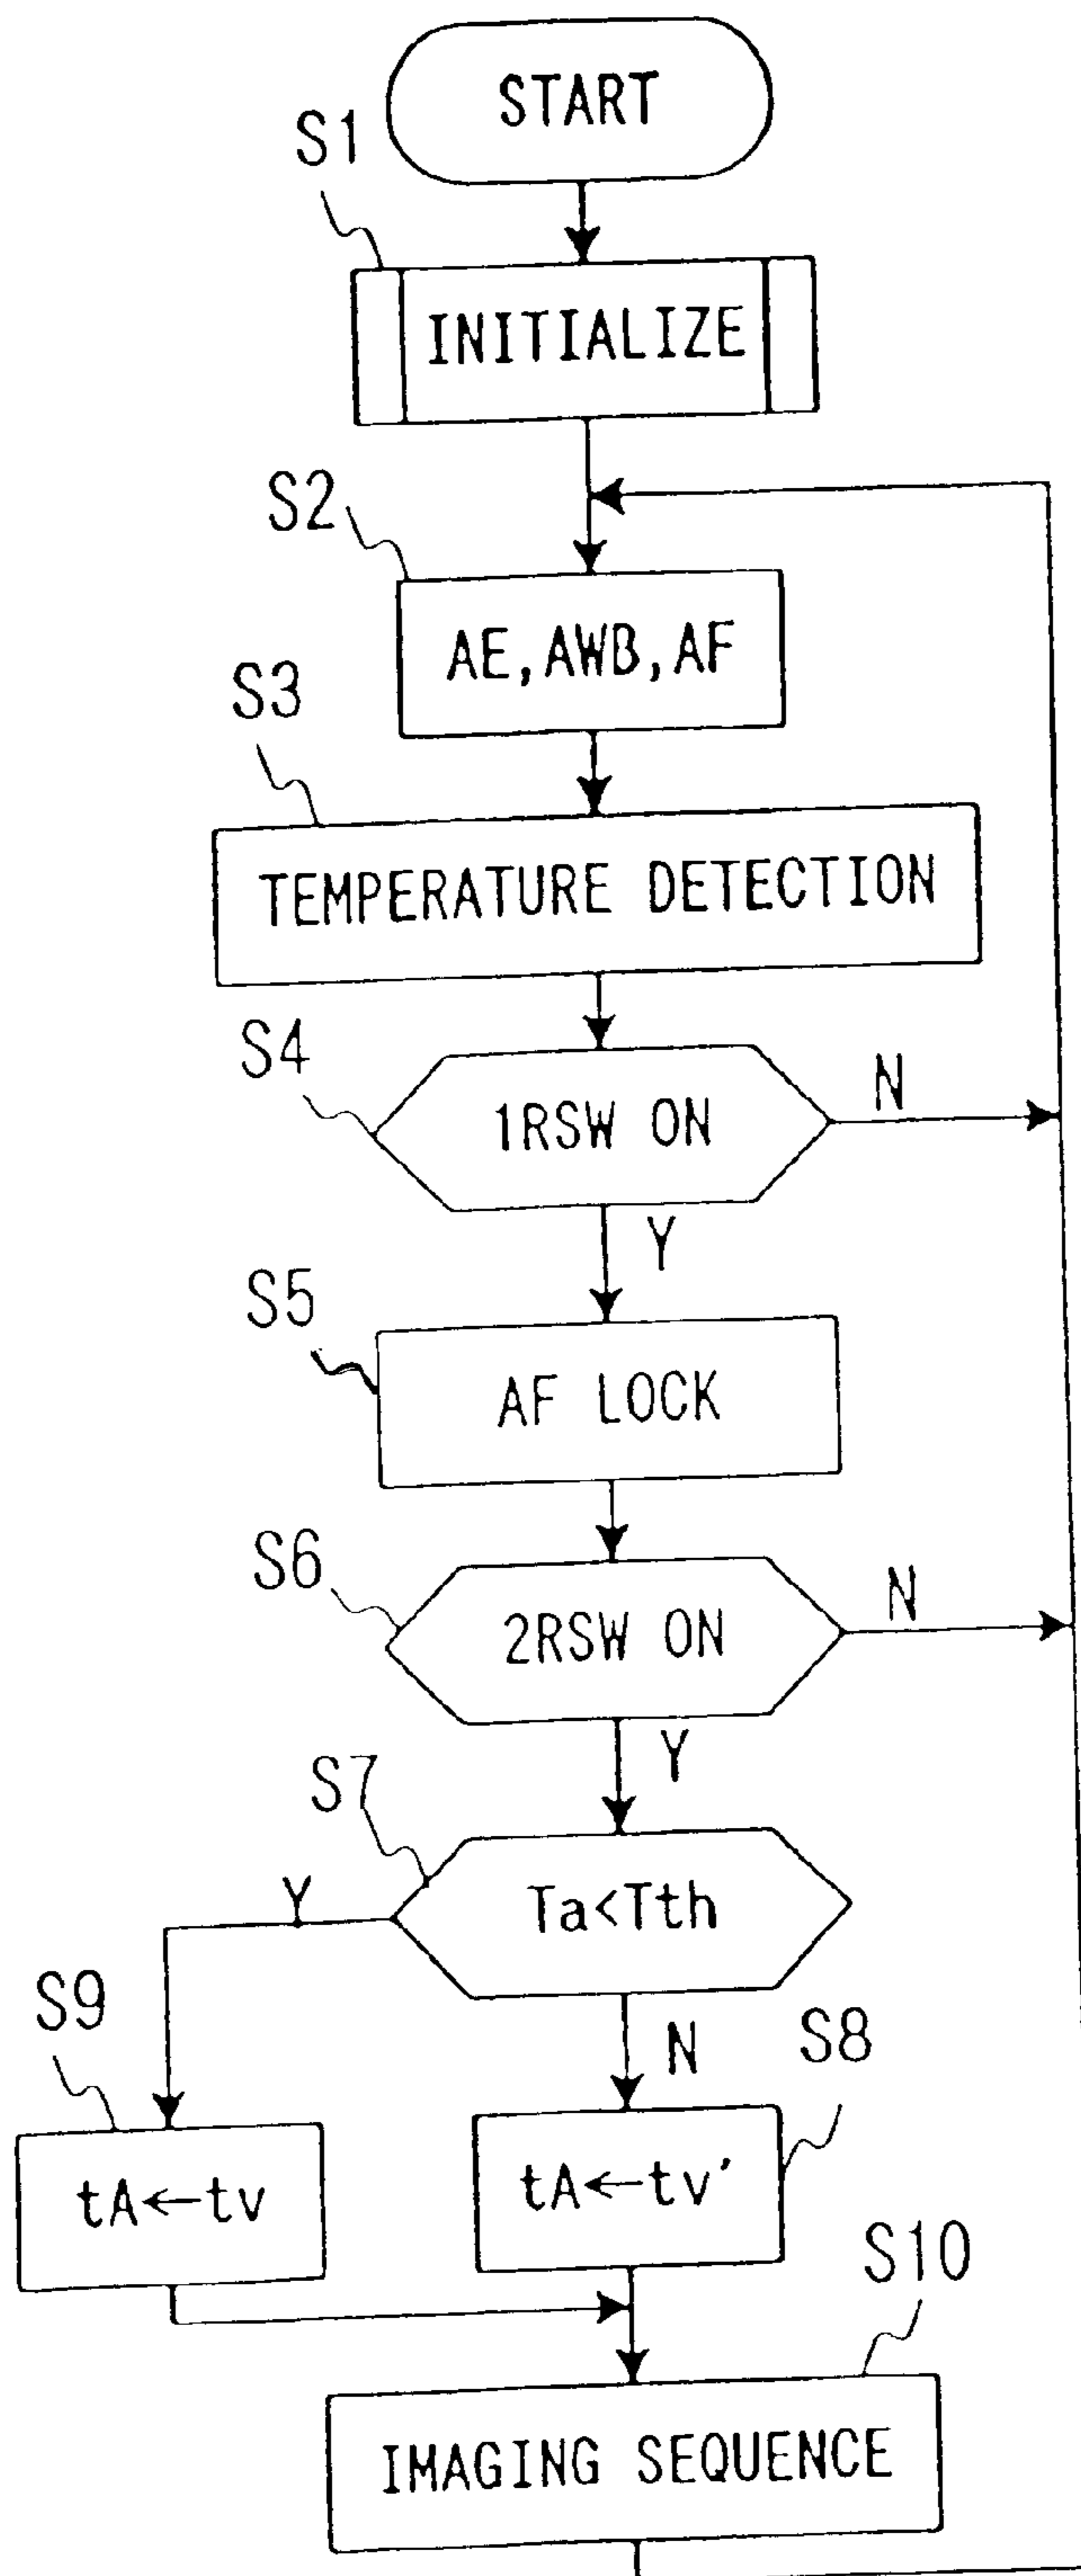 START
S1
INITIALIZE
S2
AE,AWB,AF
S3
TEMPERATURE DETECTION
S4
1RSW ON
N
Y
S5
AF LOCK
S6
2RSW ON
N
Y
S7
Ta<Tth
Y
N
S9
S8
tA←tv
tA←tv'
S10
IMAGING SEQUENCE